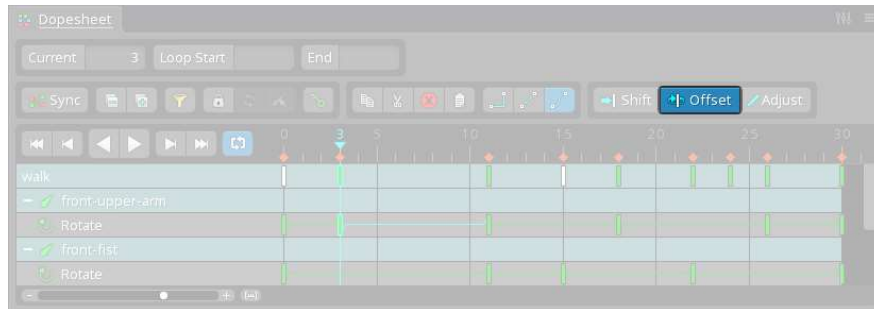 Dopesheet
Current 3 Loop Start End
Sync Shift Offset Adjust
0 3 5 10 15 20 25 30
walk
front-upper-arm
Rotate
front-fist
Rotate